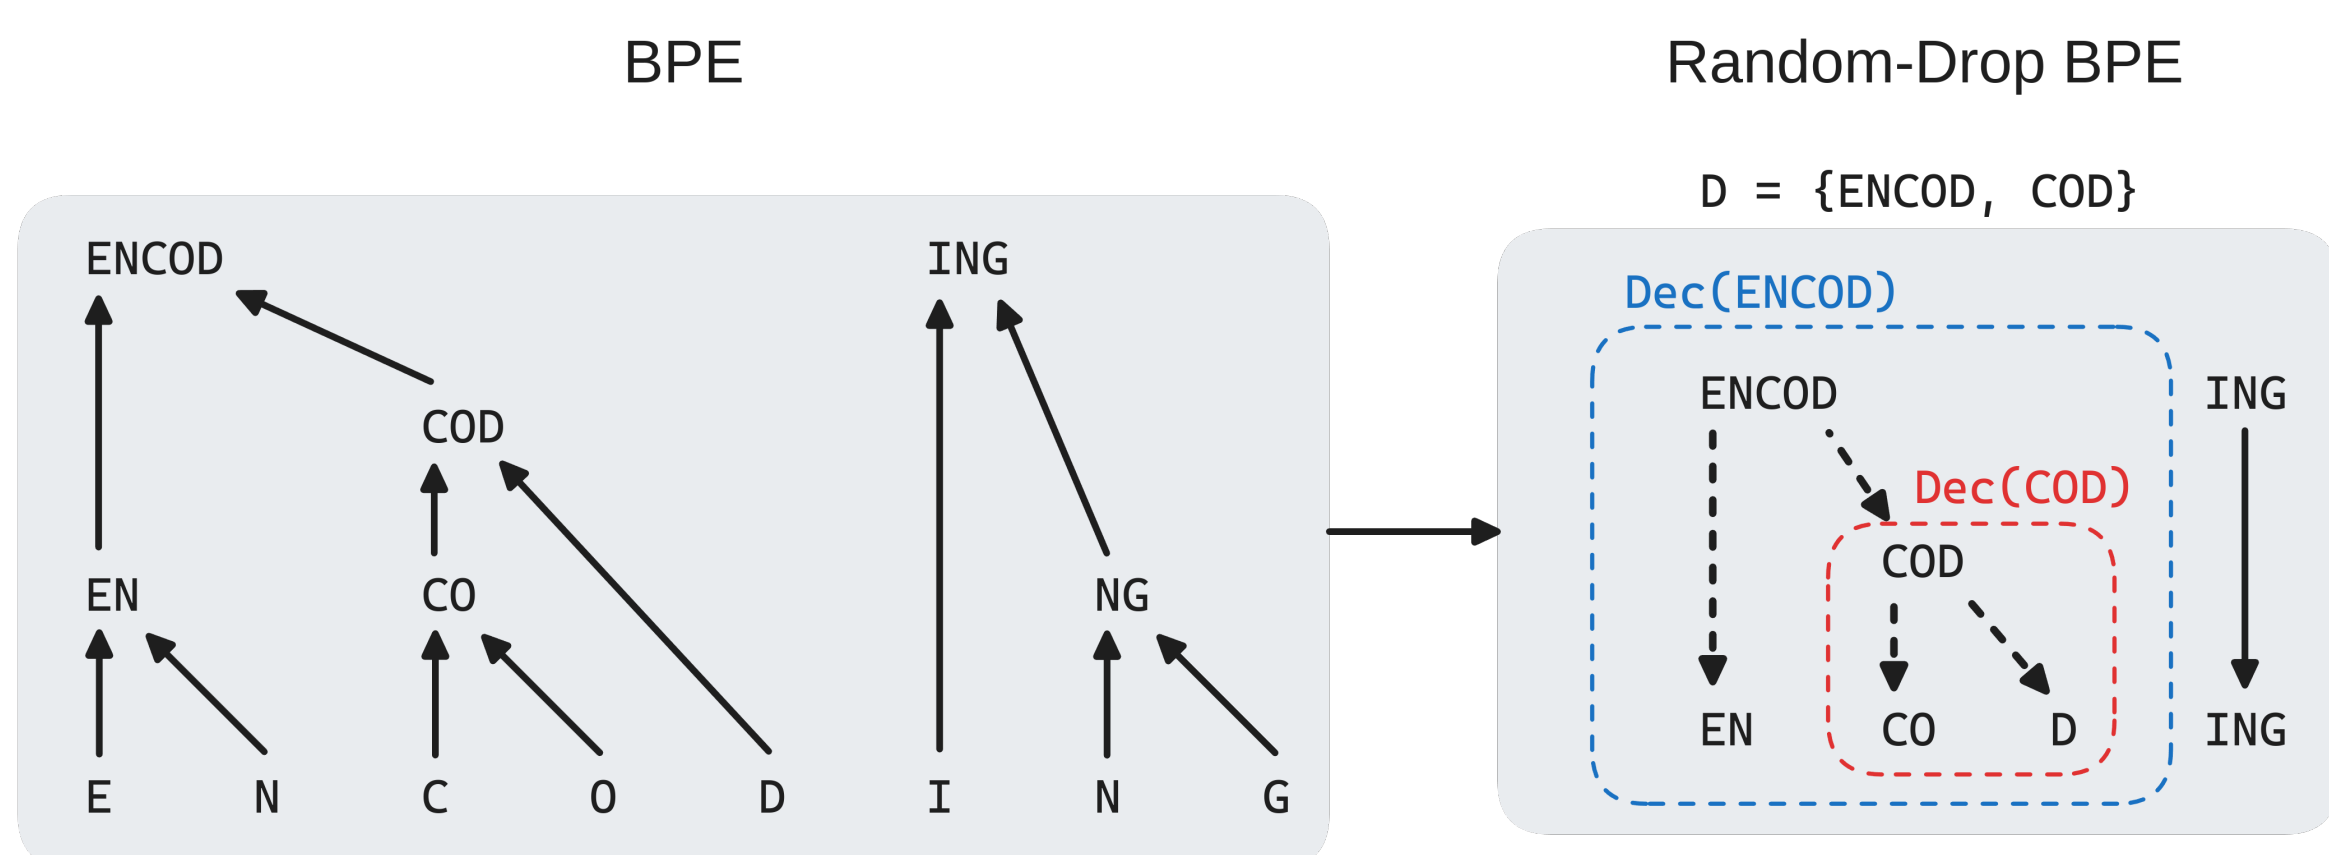 BPE
Random-Drop BPE
D = {ENCOD, COD}
ENCOD
ING
COD
EN
CO
NG
E N C O D I N G
Dec(ENCOD)
ENCOD
ING
Dec(COD)
COD
EN CO D ING